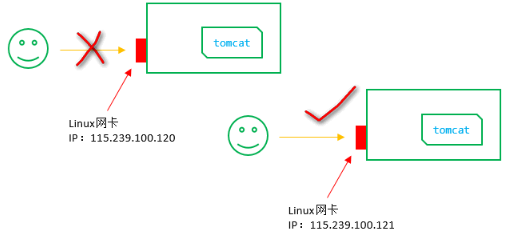 tomcat
Linux网卡
IP：115.239.100.120
tomcat
Linux网卡
IP：115.239.100.121